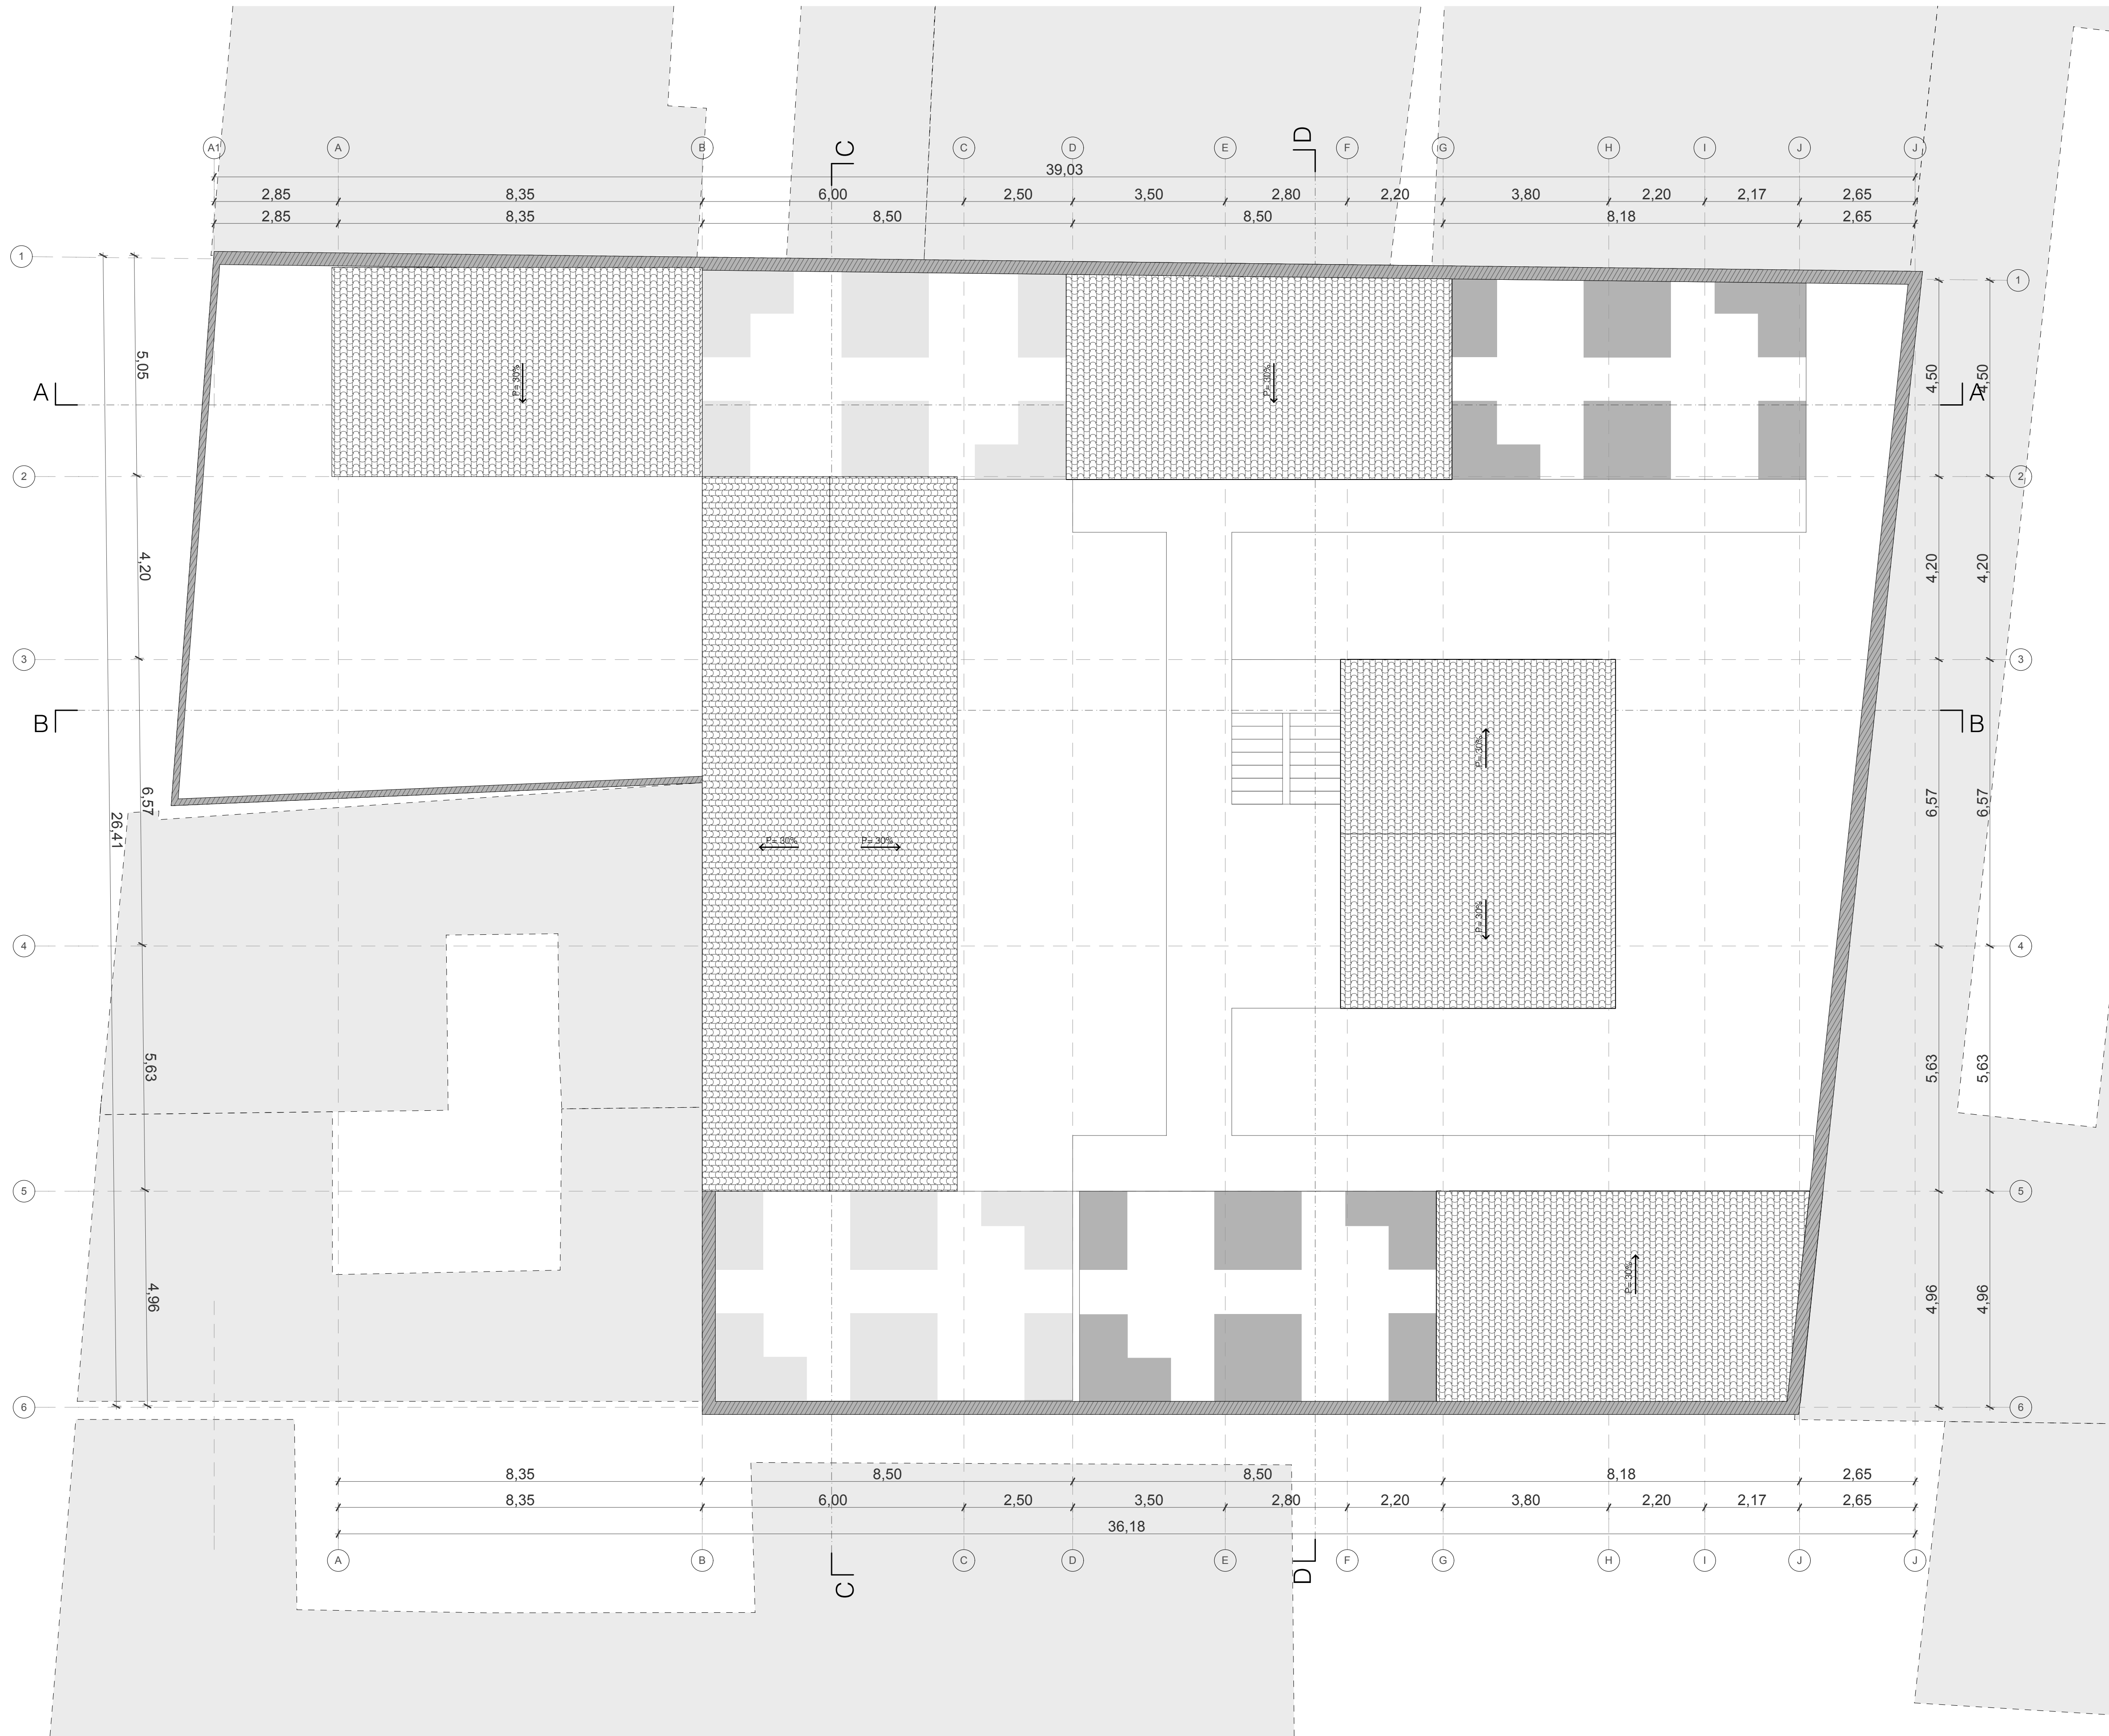 C
D
A1
A
B
C
D
E
F
G
H
I
J
J
39,03
2,85
8,35
6,00
2,50
3,50
2,80
2,20
3,80
2,20
2,17
2,65
2,85
8,35
8,50
8,50
8,18
2,65
1
1
5,05
4,50
4,50
P= 30%
P= 30%
A
A
2
2
4,20
4,20
4,20
3
3
B
B
P= 30%
6,57
6,57
6,57
26,41
P= 30%
P= 30%
P= 30%
4
4
5,63
5,63
5,63
5
5
4,96
4,96
4,96
P= 30%
6
6
8,35
8,50
8,50
8,18
2,65
8,35
6,00
2,50
3,50
2,80
2,20
3,80
2,20
2,17
2,65
36,18
A
B
C
D
E
F
G
H
I
J
J
C
D